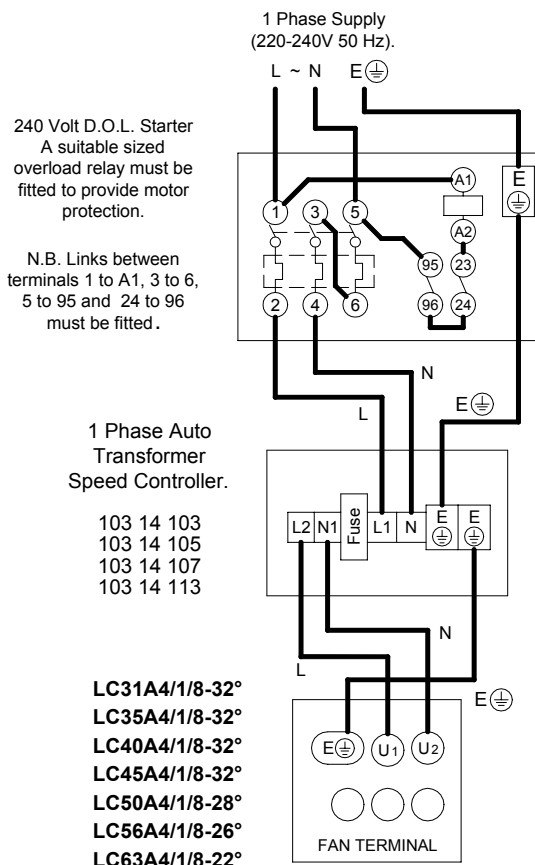 1 Phase Supply
(220-240V 50 Hz).
L ~ N
E
240 Volt D.O.L. Starter
A suitable sized
overload relay must be
fitted to provide motor
protection.
N.B. Links between
terminals 1 to A1, 3 to 6,
5 to 95 and 24 to 96
must be fitted.
A1
E
1
3
5
A2
95
23
96
24
2
4
6
N
L
E
1 Phase Auto
Transformer
Speed Controller.
103 14 103
103 14 105
103 14 107
103 14 113
L2
N1
Fuse
L1
N
E
E
N
L
E
LC31A4/1/8-32°
LC35A4/1/8-32°
LC40A4/1/8-32°
LC45A4/1/8-32°
LC50A4/1/8-28°
LC56A4/1/8-26°
LC63A4/1/8-22°
E
U1
U2
FAN TERMINAL